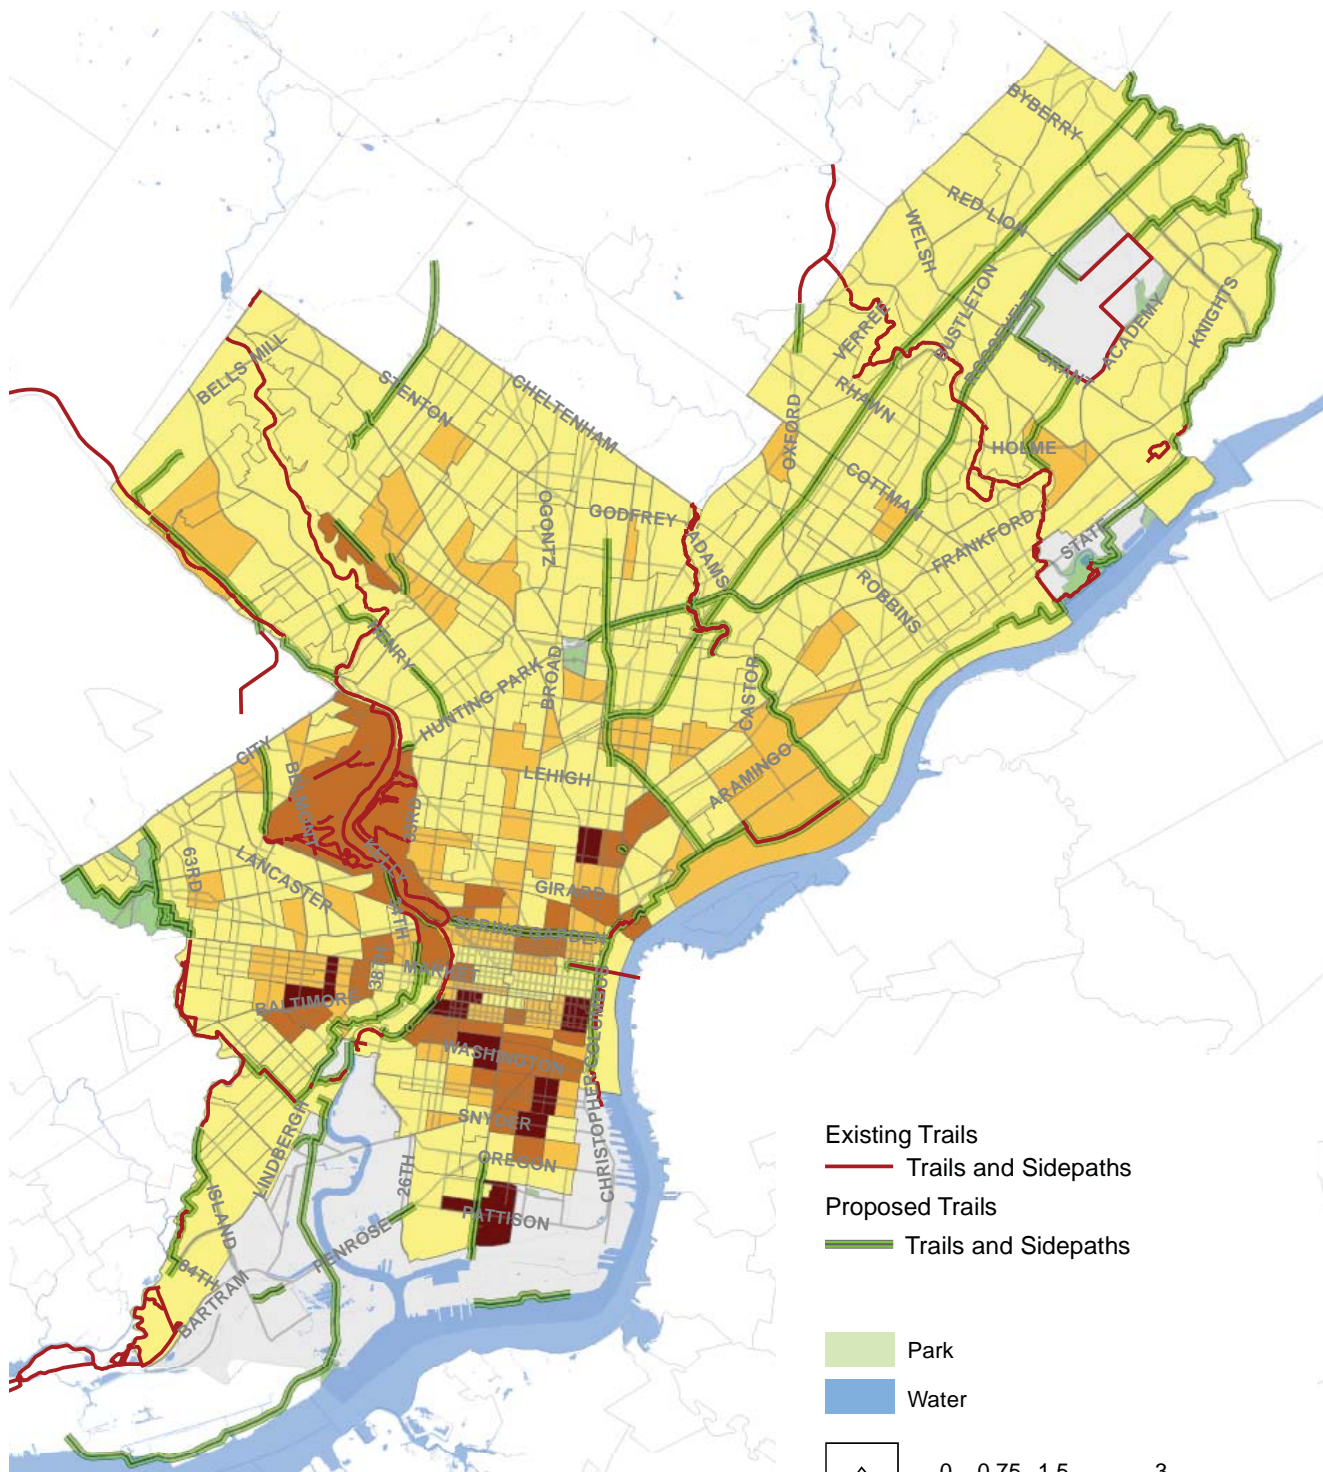 BYBERRY
RED LION
WELSH
BUSTLETON
VERREE
ROOSEVELT
KNIGHTS
ACADEMY
GRANT
BELLS MILL
STENTON
CHELTENHAM
RHAWN
OXFORD
HOLME
COTTMAN
OGONTZ
GODFREY
ADAMS
FRANKFORD
STATE
ROBBINS
HENRY
HUNTING PARK
BROAD
CASTOR
CITY
BELMONT
LEHIGH
ARAMINGO
33RD
KELLY
63RD
LANCASTER
GIRARD
34TH
SPRING GARDEN
38TH
MARKET
BALTIMORE
WASHINGTON
CHRISTOPHER COLUMBUS
SNYDER
LINDBERGH
OREGON
26TH
ISLAND
PATTISON
PENROSE
84TH
BARTRAM
Existing Trails
Trails and Sidepaths
Proposed Trails
Trails and Sidepaths
Park
Water
0 0.75 1.5 3